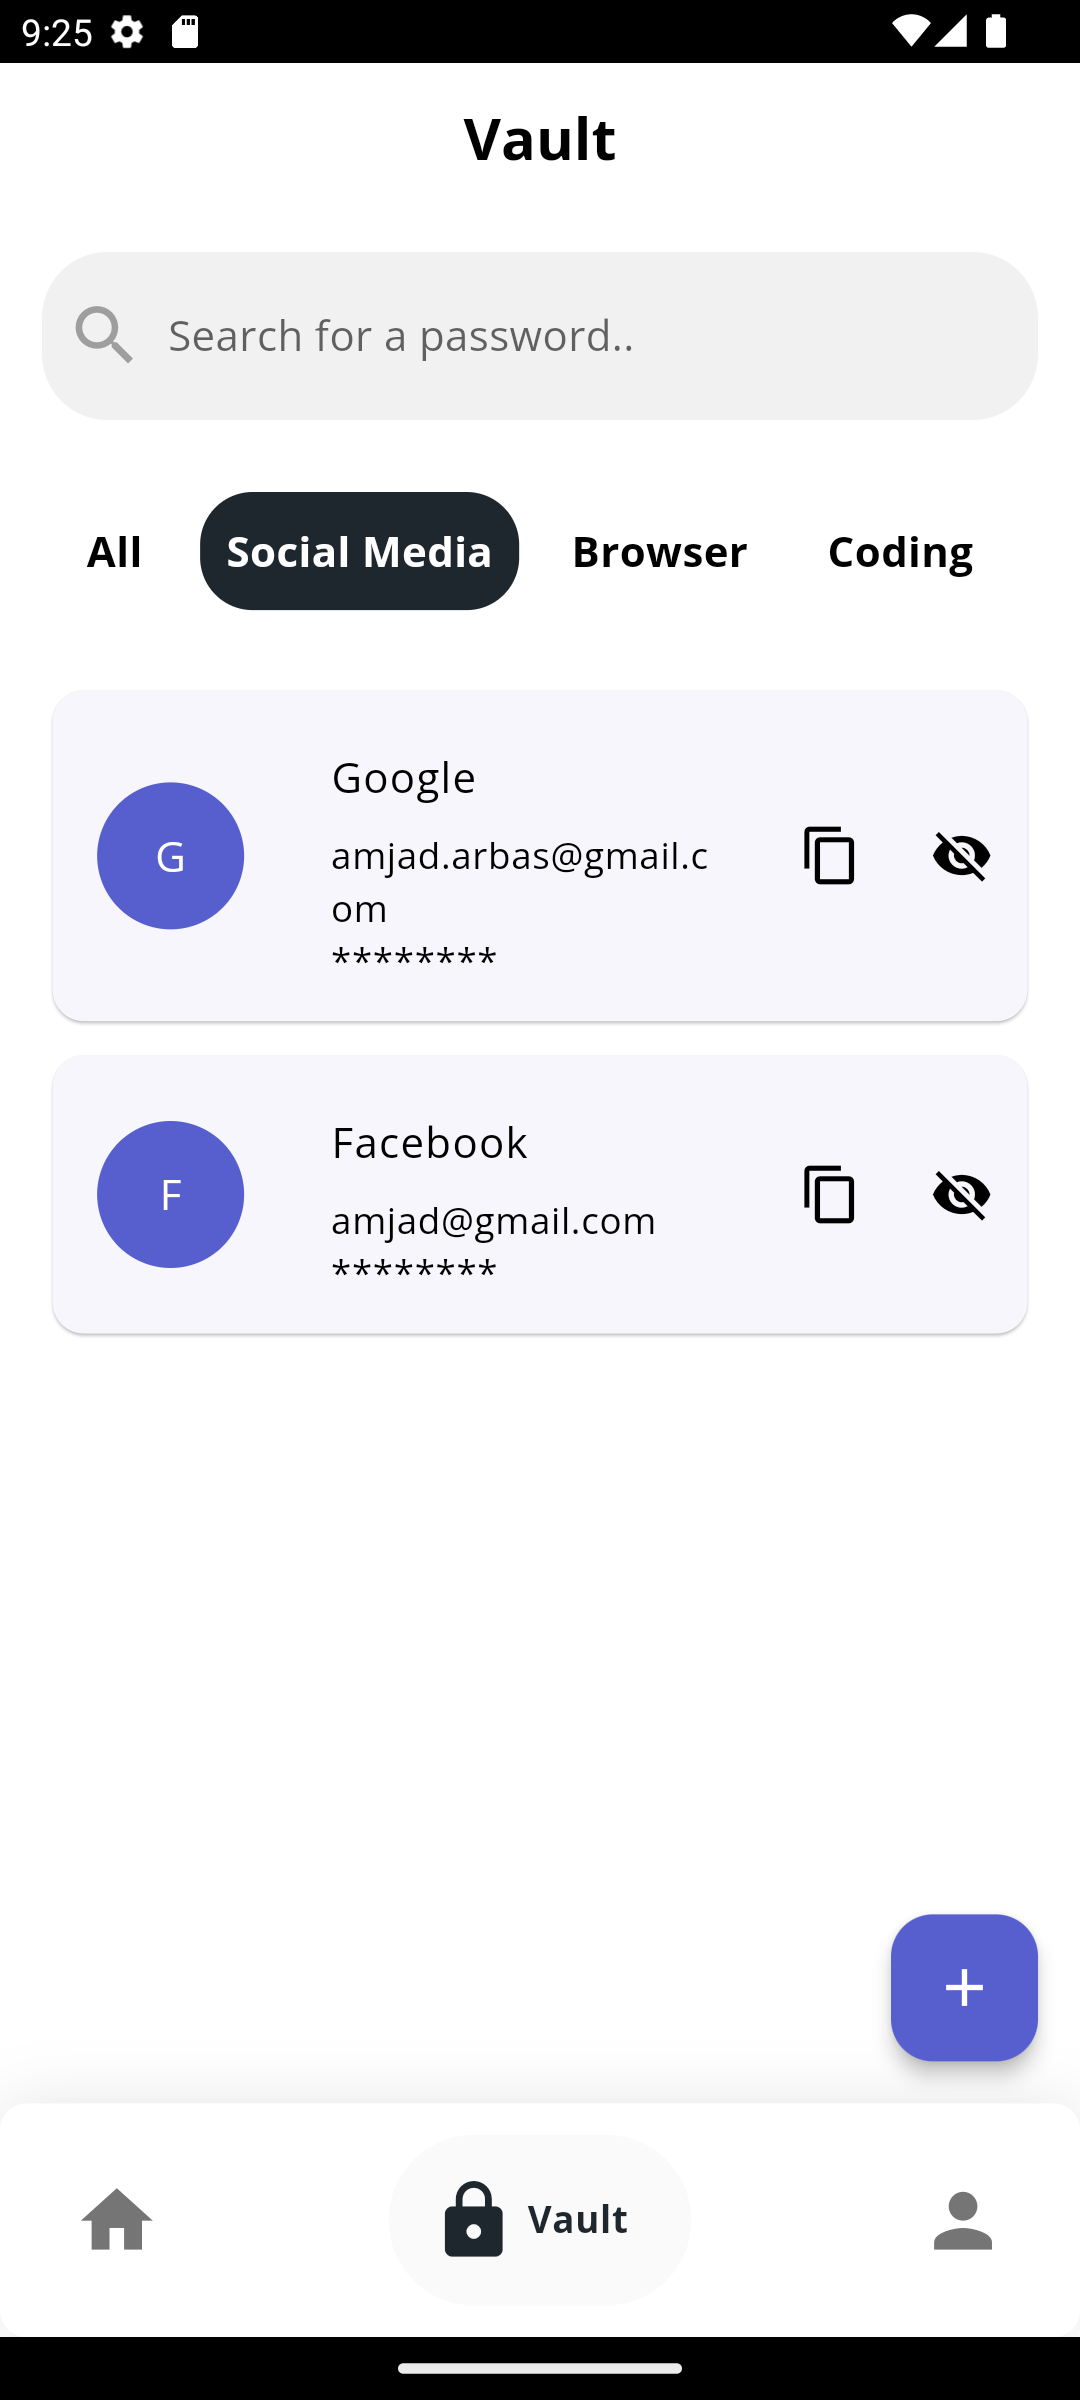 9:25
Vault
Search for a password..
All Social Media Browser Coding
G
Google
amjad.arbas@gmail.c
om
********
F
Facebook
amjad@gmail.com
********
+
Vault